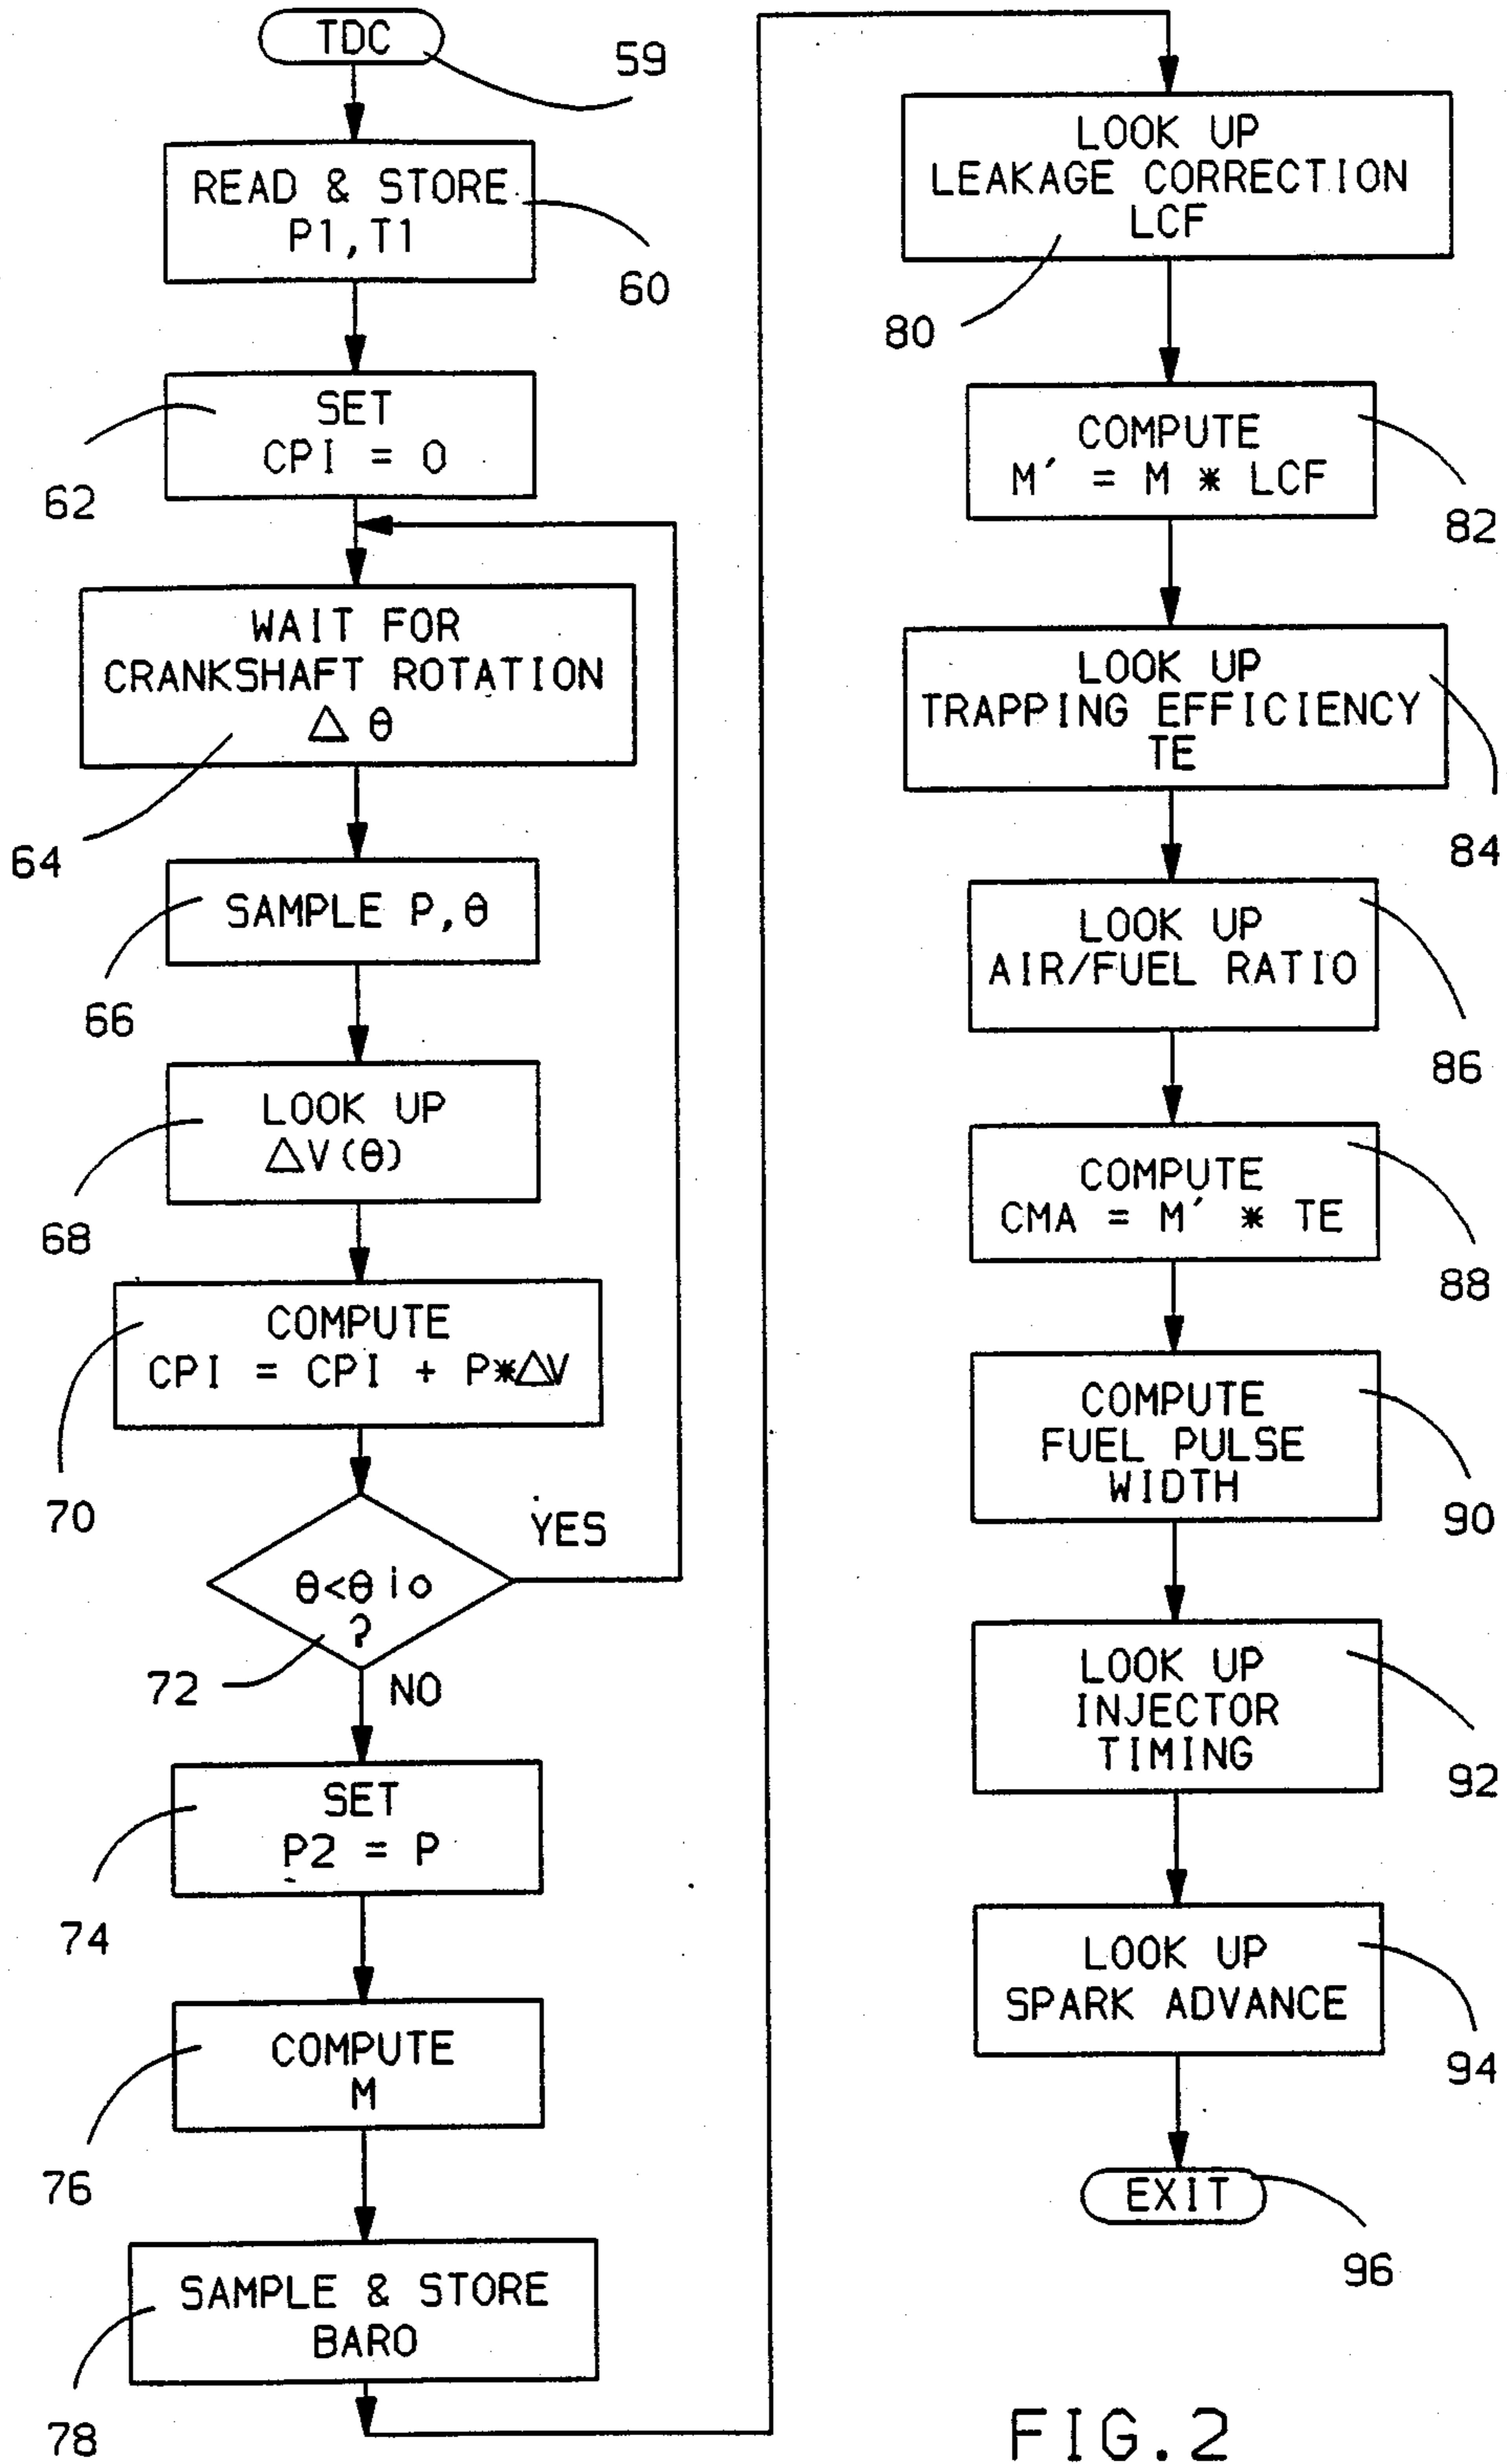 TDC
59
READ & STORE
P1,T1
60
SET
CPI = 0
62
WAIT FOR
CRANKSHAFT ROTATION
△ θ
64
SAMPLE P,θ
66
LOOK UP
△V(θ)
68
COMPUTE
CPI = CPI + P*△V
70
YES
θ<θio
?
72
NO
SET
P2 = P
74
COMPUTE
M
76
SAMPLE & STORE
BARO
78
LOOK UP
LEAKAGE CORRECTION
LCF
80
COMPUTE
M′ = M * LCF
82
LOOK UP
TRAPPING EFFICIENCY
TE
84
LOOK UP
AIR/FUEL RATIO
86
COMPUTE
CMA = M′ * TE
88
COMPUTE
FUEL PULSE
WIDTH
90
LOOK UP
INJECTOR
TIMING
92
LOOK UP
SPARK ADVANCE
94
EXIT
96
FIG.2